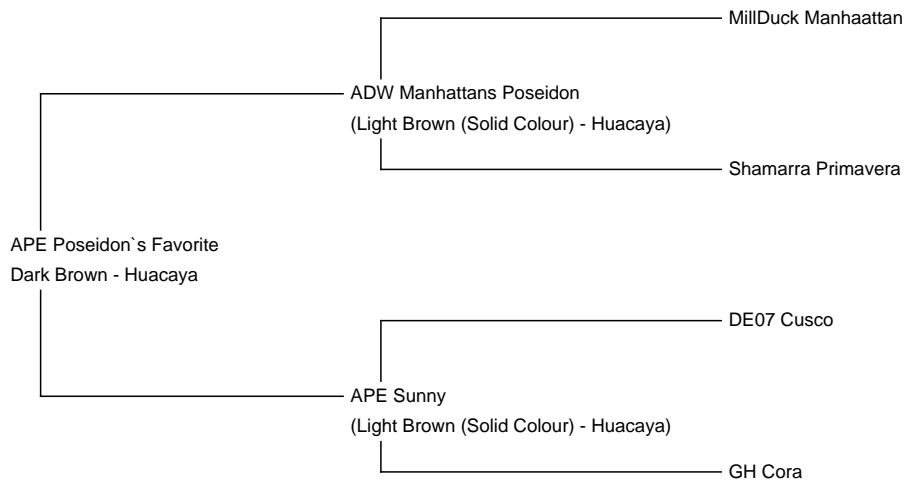 MillDuck Manhaattan
ADW Manhattans Poseidon
(Light Brown (Solid Colour) - Huacaya)
Shamarra Primavera
APE Poseidon`s Favorite
Dark Brown - Huacaya
DE07 Cusco
APE Sunny
(Light Brown (Solid Colour) - Huacaya)
GH Cora